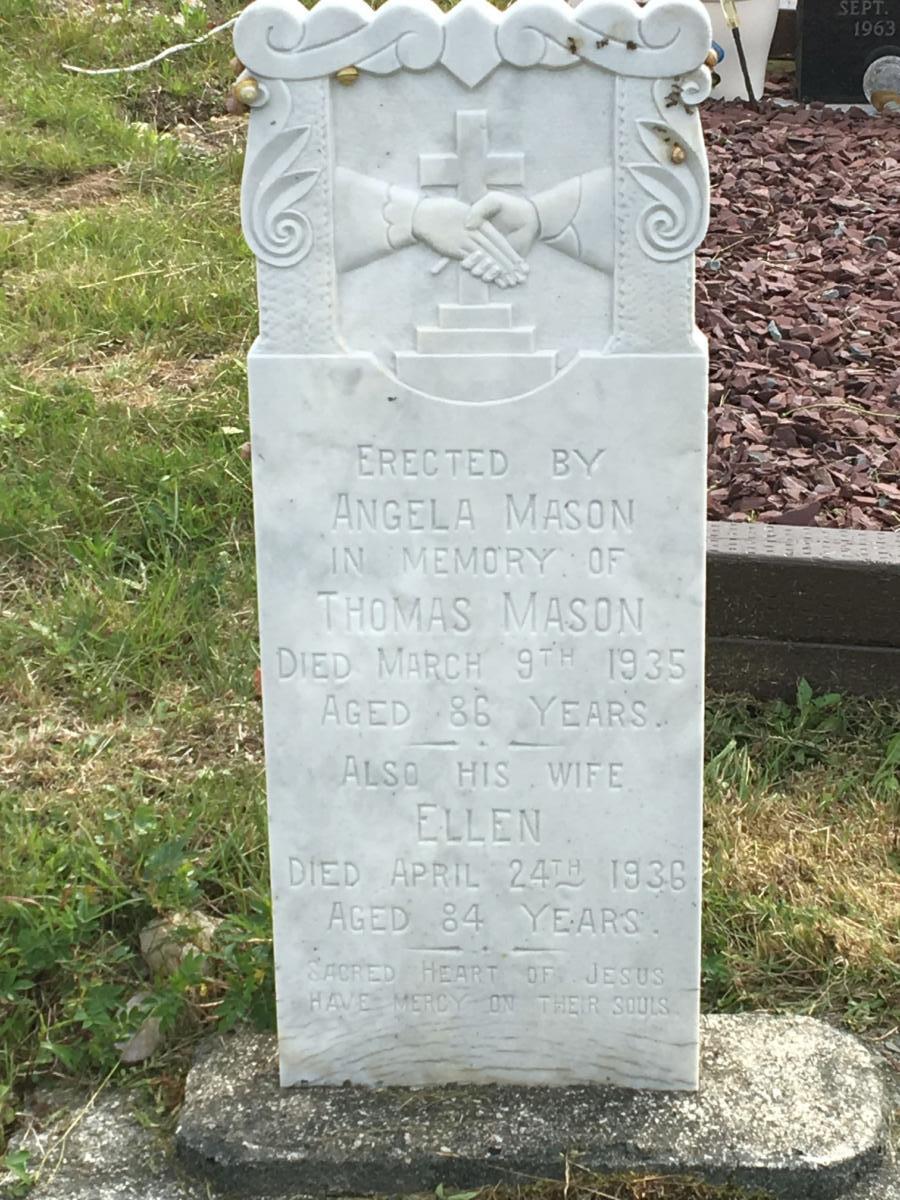 SEPT.
1963
ERECTED BY
ANGELA MASON
IN MEMORY OF
THOMAS MASON
DIED MARCH 9TH 1935
AGED 86 YEARS.
ALSO HIS WIFE
ELLEN
DIED APRIL 24TH 1936
AGED 84 YEARS.
SACRED HEART OF JESUS
HAVE MERCY ON THEIR SOULS.